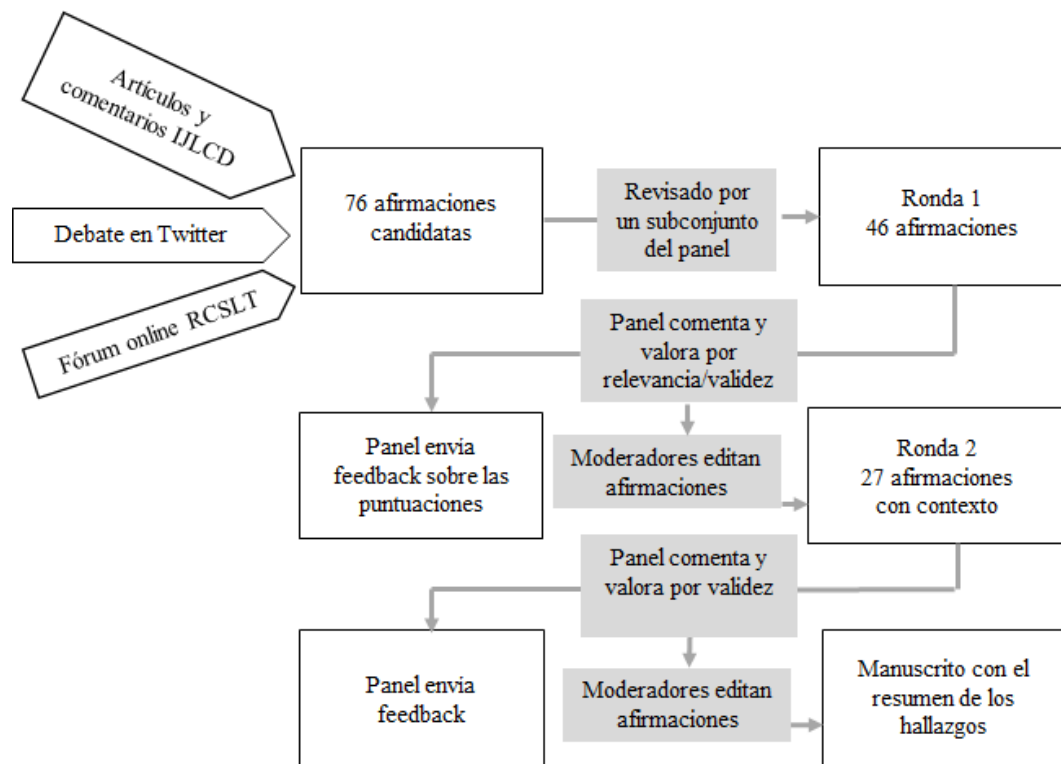 Artículos y
comentarios IJLCD
Debate en Twitter
Fórum online RCSLT
76 afirmaciones
candidatas
Revisado por
un subconjunto
del panel
Ronda 1
46 afirmaciones
Panel comenta y
valora por
relevancia/validez
Panel envia
feedback sobre las
puntuaciones
Moderadores editan
afirmaciones
Ronda 2
27 afirmaciones
con contexto
Panel comenta y
valora por validez
Panel envia
feedback
Moderadores editan
afirmaciones
Manuscrito con el
resumen de los
hallazgos